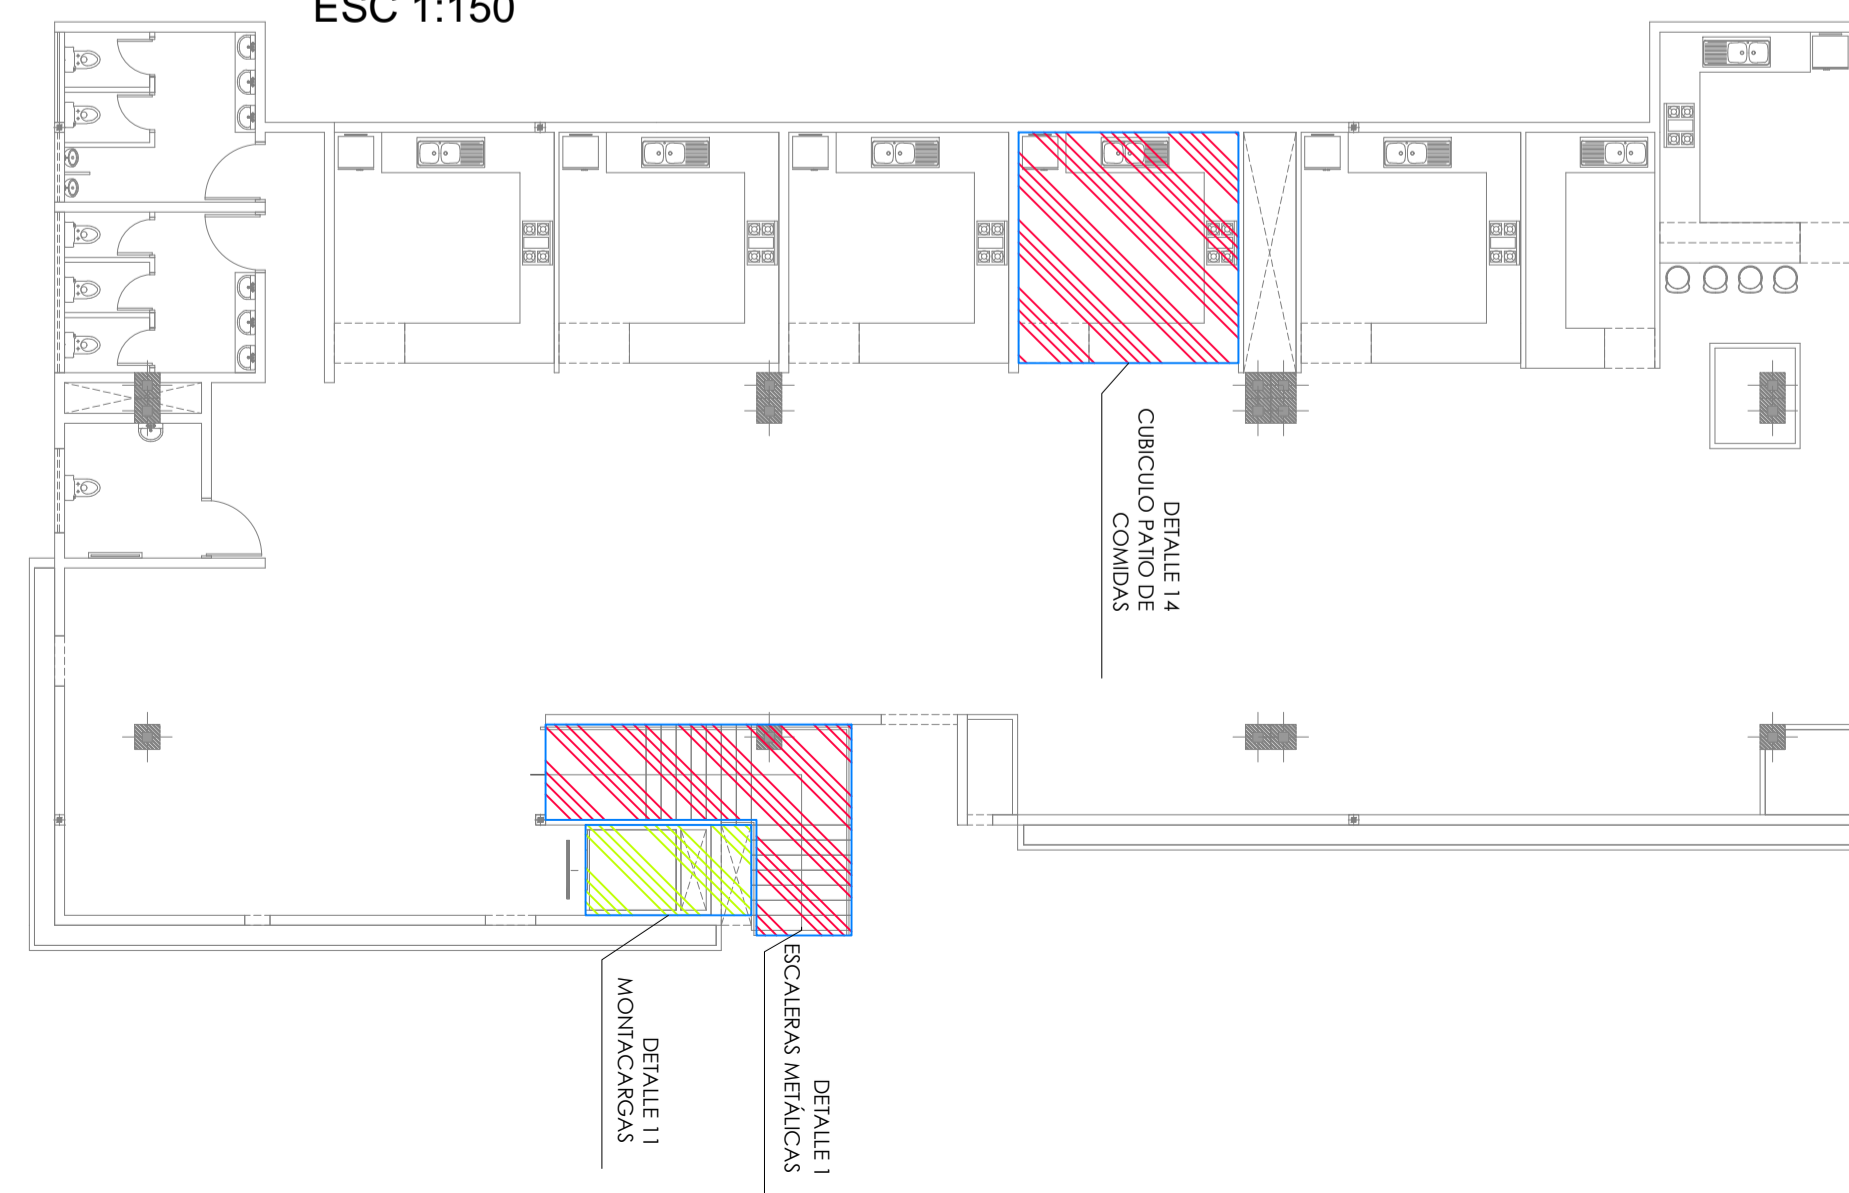 ESC 1:150
DETALLE 14
CUBICULO PATIO DE
COMIDAS
DETALLE 11
MONTACARGAS
DETALLE 1
ESCALERAS METÁLICAS